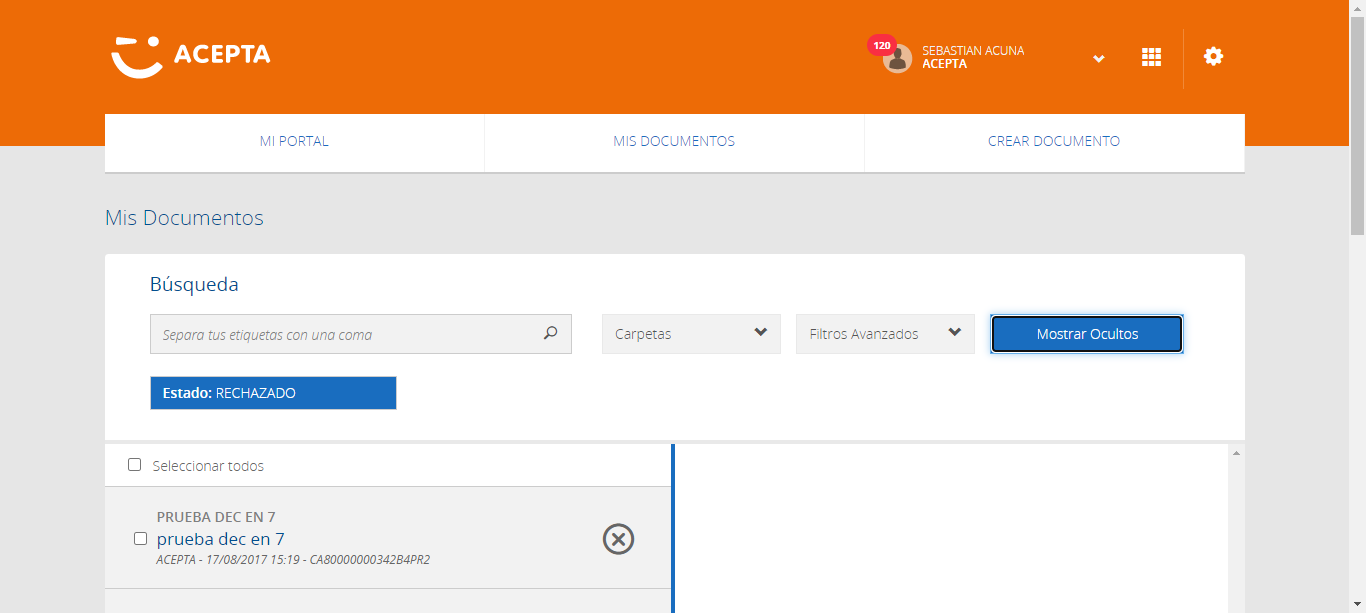 ACEPTA
120
SEBASTIAN ACUNA
ACEPTA
MI PORTAL
MIS DOCUMENTOS
CREAR DOCUMENTO
Mis Documentos
Búsqueda
Separa tus etiquetas con una coma
Carpetas
Filtros Avanzados
Mostrar Ocultos
Estado: RECHAZADO
Seleccionar todos
PRUEBA DEC EN 7
prueba dec en 7
ACEPTA - 17/08/2017 15:19 - CA80000000342B4PR2